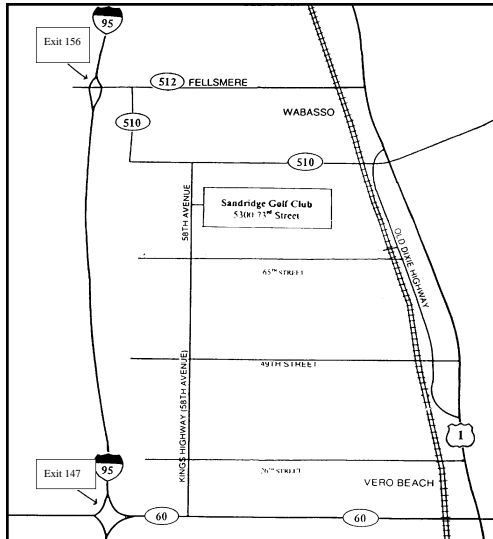 95
Exit 156
512 FELLSMERE
WABASSO
510
510
58TH AVENUE
Sandridge Golf Club
5300 73rd Street
OLD DIXIE HIGHWAY
65TH STREET
49TH STREET
KINGS HIGHWAY (58TH AVENUE)
1
95
Exit 147
26TH STREET
VERO BEACH
60
60